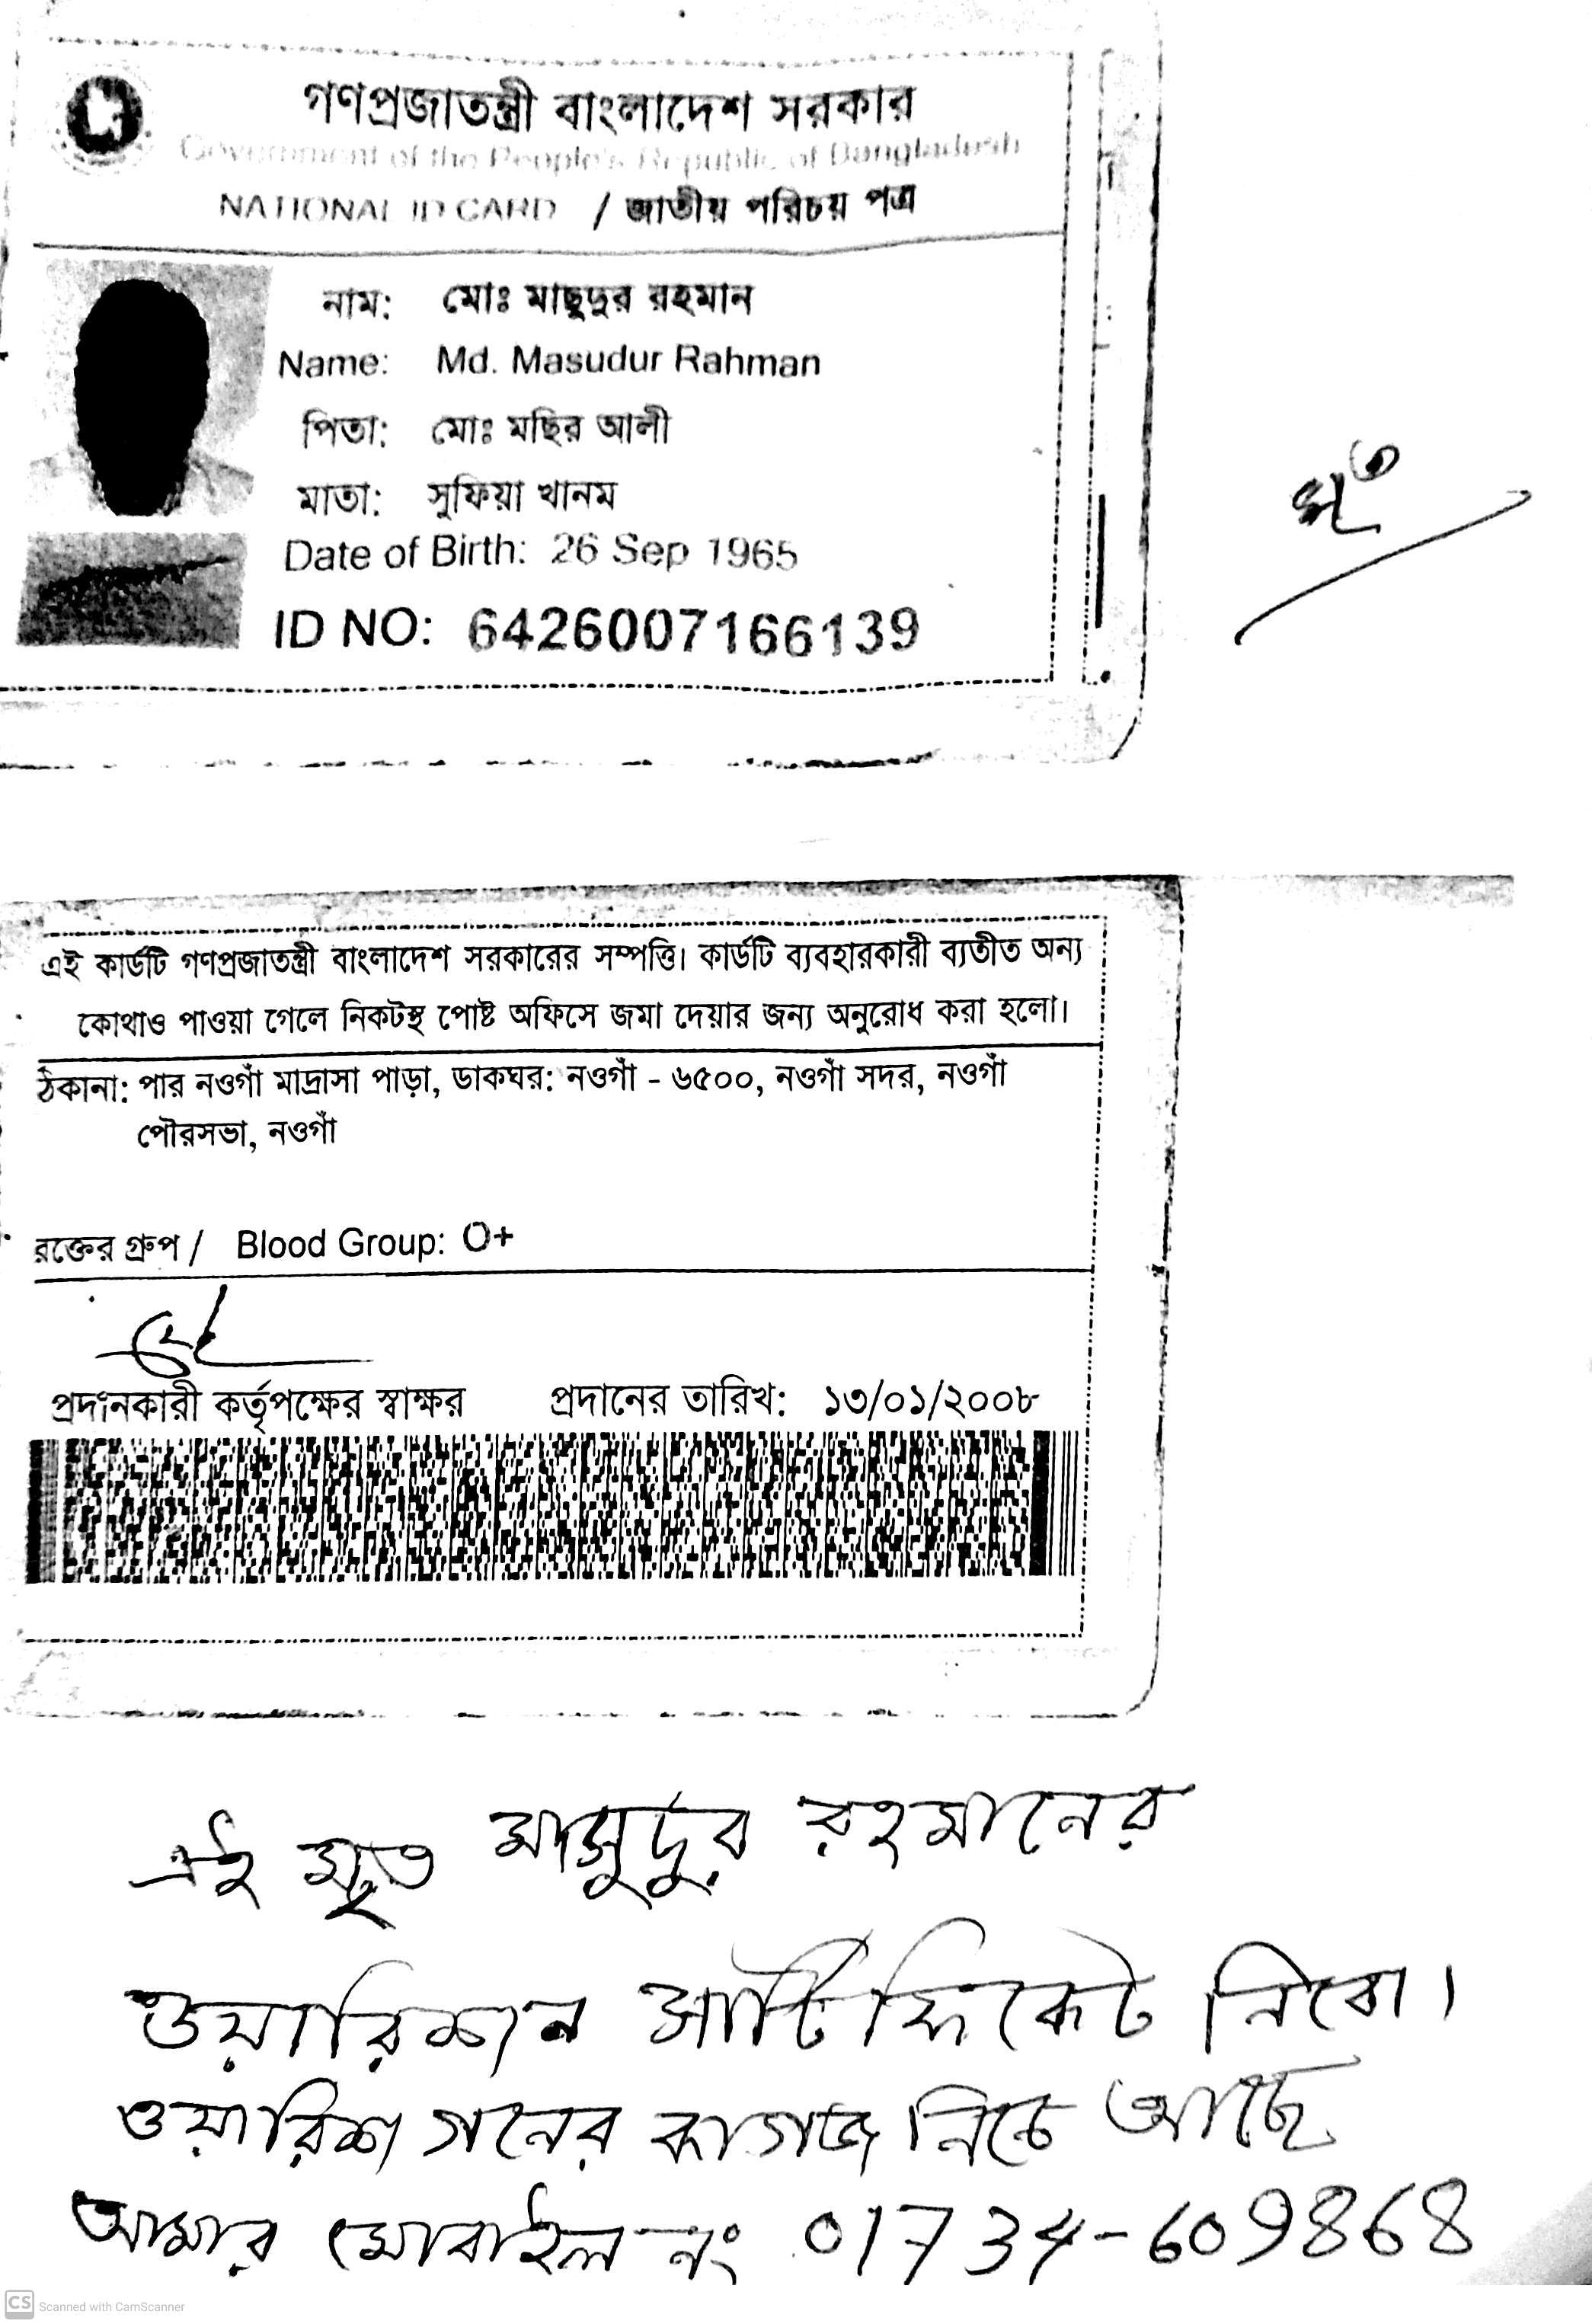 গণপ্রজাতন্ত্রী বাংলাদেশ সরকার
Government of the People's Republic of Bangladesh
NATIONAL ID CARD / জাতীয় পরিচয় পত্র
নাম: মোঃ মাছুদুর রহমান
Name: Md. Masudur Rahman
পিতা: মোঃ মছির আলী
মাতা: সুফিয়া খানম
Date of Birth: 26 Sep 1965
ID NO: 6426007166139
মৃত
এই কার্ডটি গণপ্রজাতন্ত্রী বাংলাদেশ সরকারের সম্পত্তি। কার্ডটি ব্যবহারকারী ব্যতীত অন্য
কোথাও পাওয়া গেলে নিকটস্থ পোষ্ট অফিসে জমা দেয়ার জন্য অনুরোধ করা হলো।
ঠিকানা: পার নওগাঁ মাদ্রাসা পাড়া, ডাকঘর: নওগাঁ - ৬৫০০, নওগাঁ সদর, নওগাঁ
পৌরসভা, নওগাঁ
রক্তের গ্রুপ / Blood Group: O+
প্রদানকারী কর্তৃপক্ষের স্বাক্ষর প্রদানের তারিখ: ১৩/০১/২০০৮
এই মৃত মাসুদুর রহমানের
ওয়ারিশান সার্টিফিকেট নিবো।
ওয়ারিশ গনের কাগজ নিচে আছে
আমার মোবাইল নং 01734-609868
CS Scanned with CamScanner